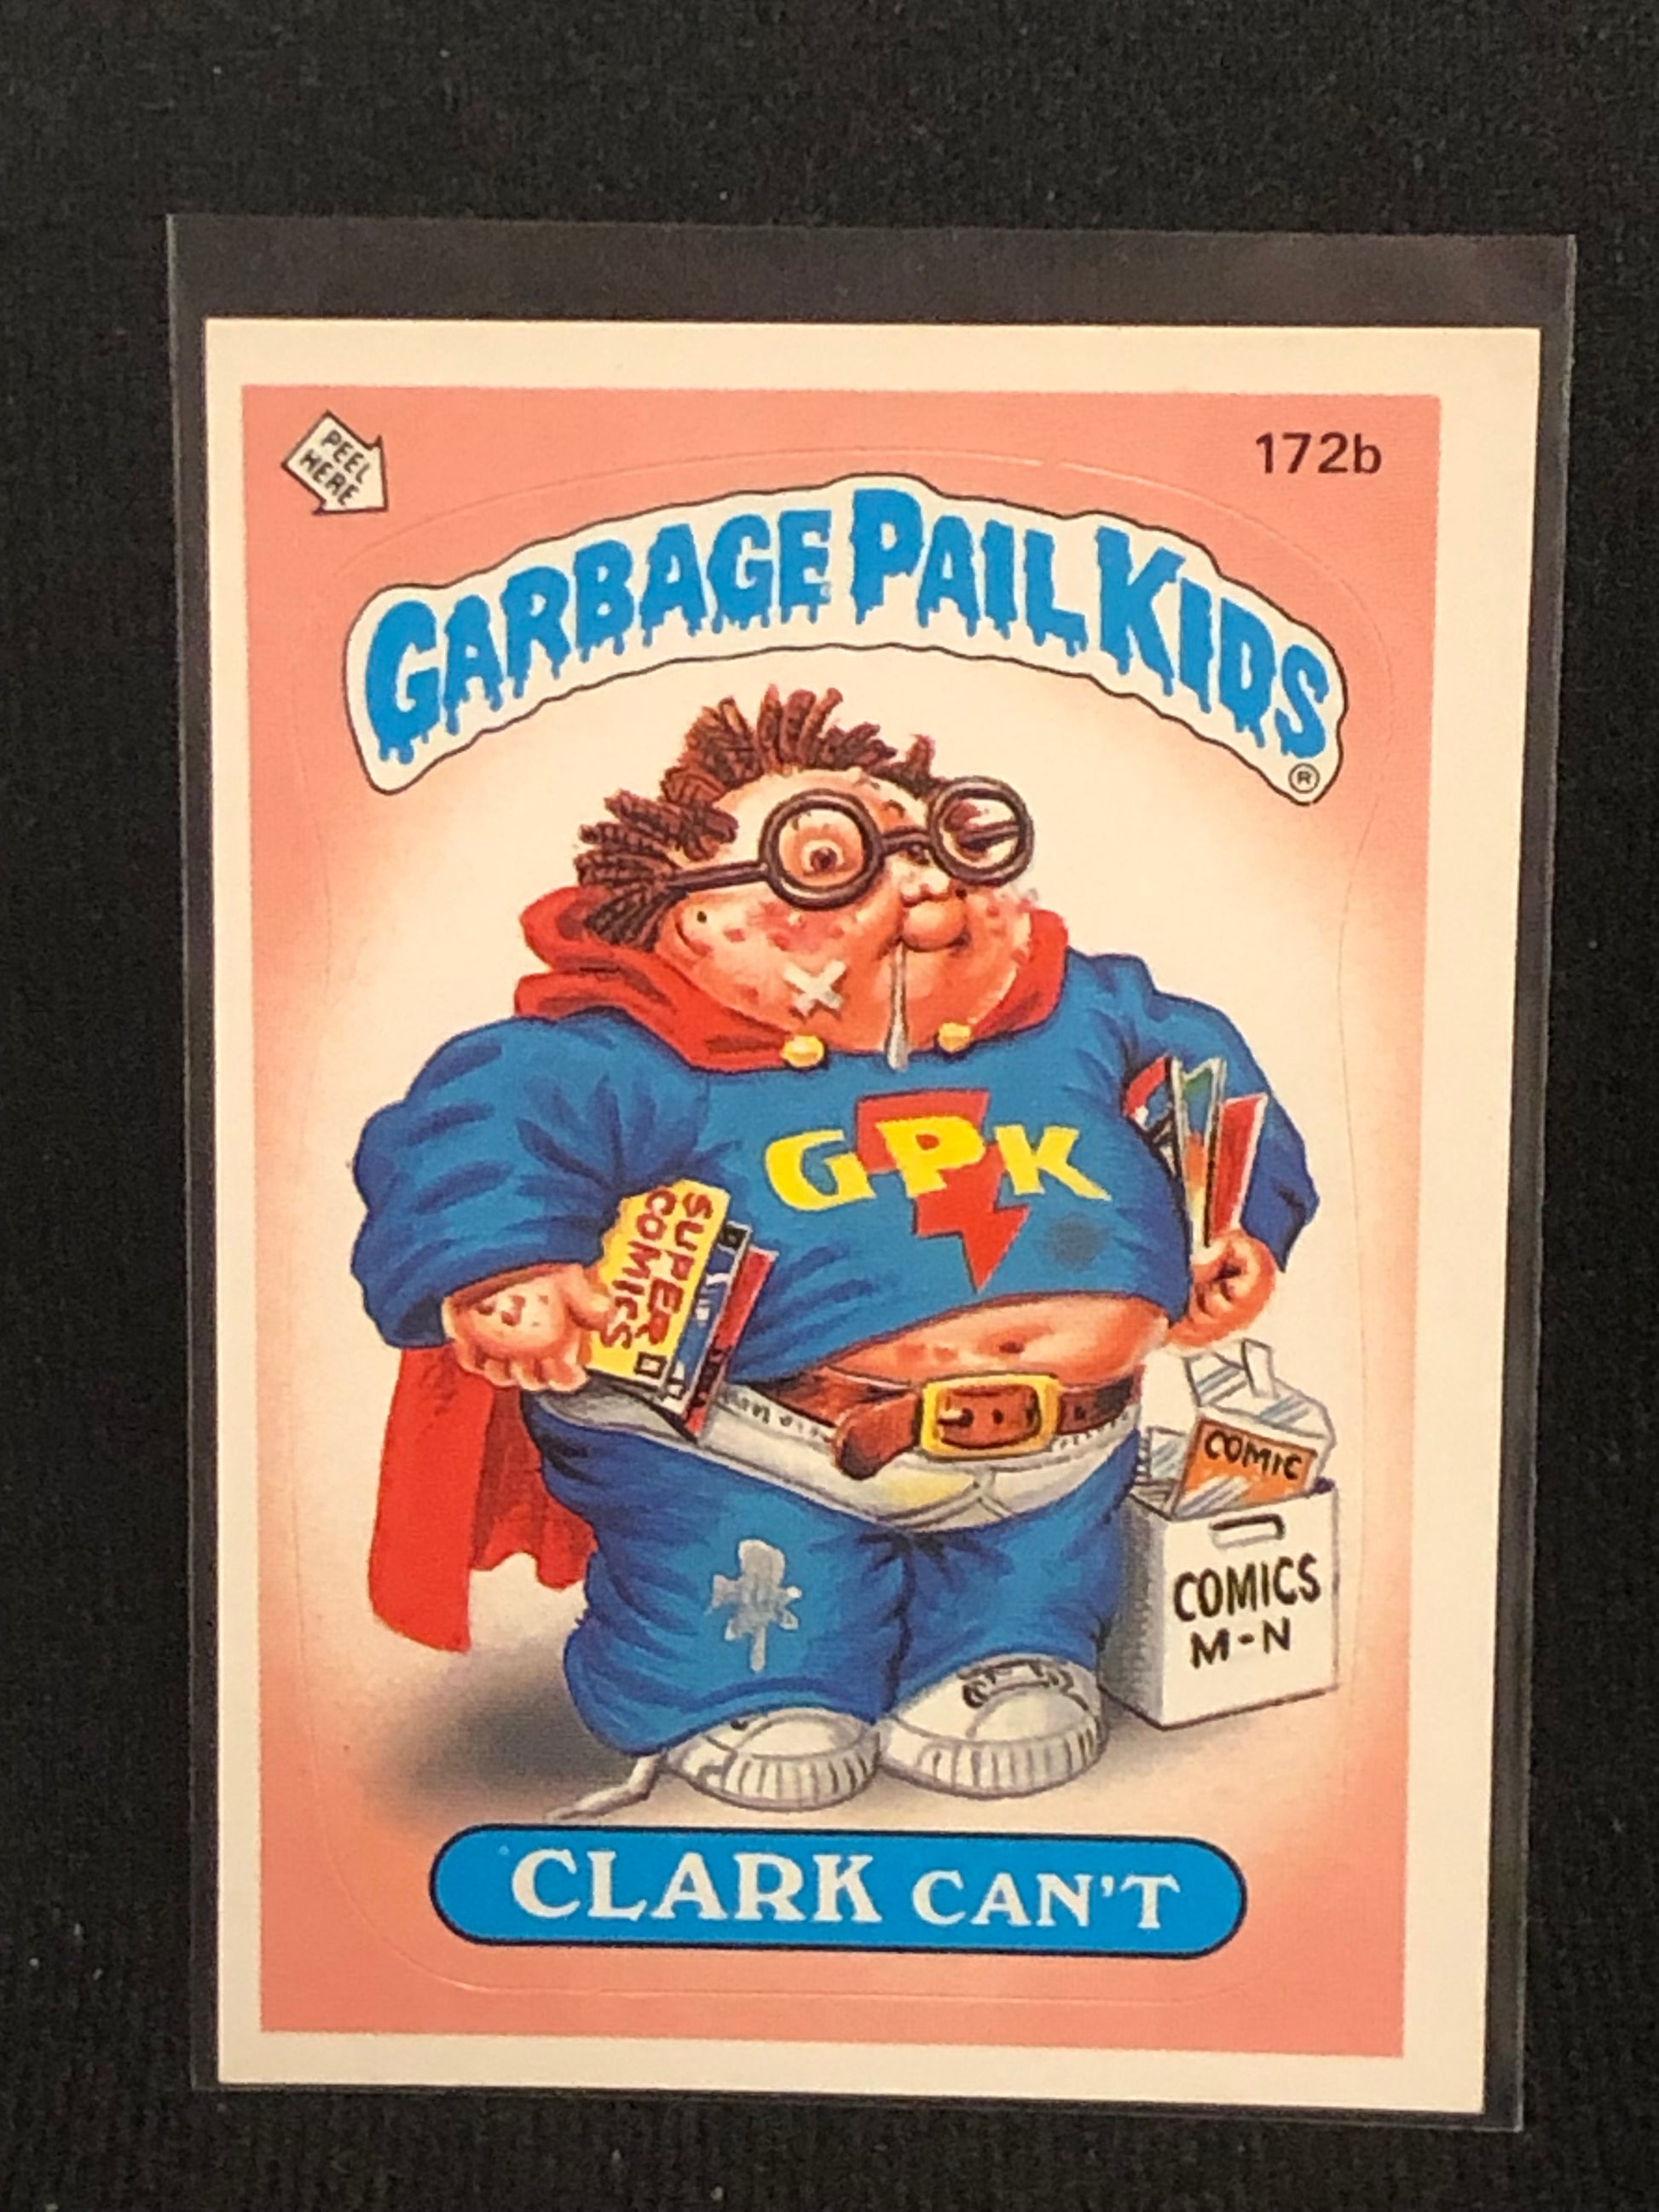 PEEL
HERE
172b
GARBAGE PAIL KIDS
®
GPK
SUPER
COMICS
COMIC
COMICS
M-N
CLARK CAN'T